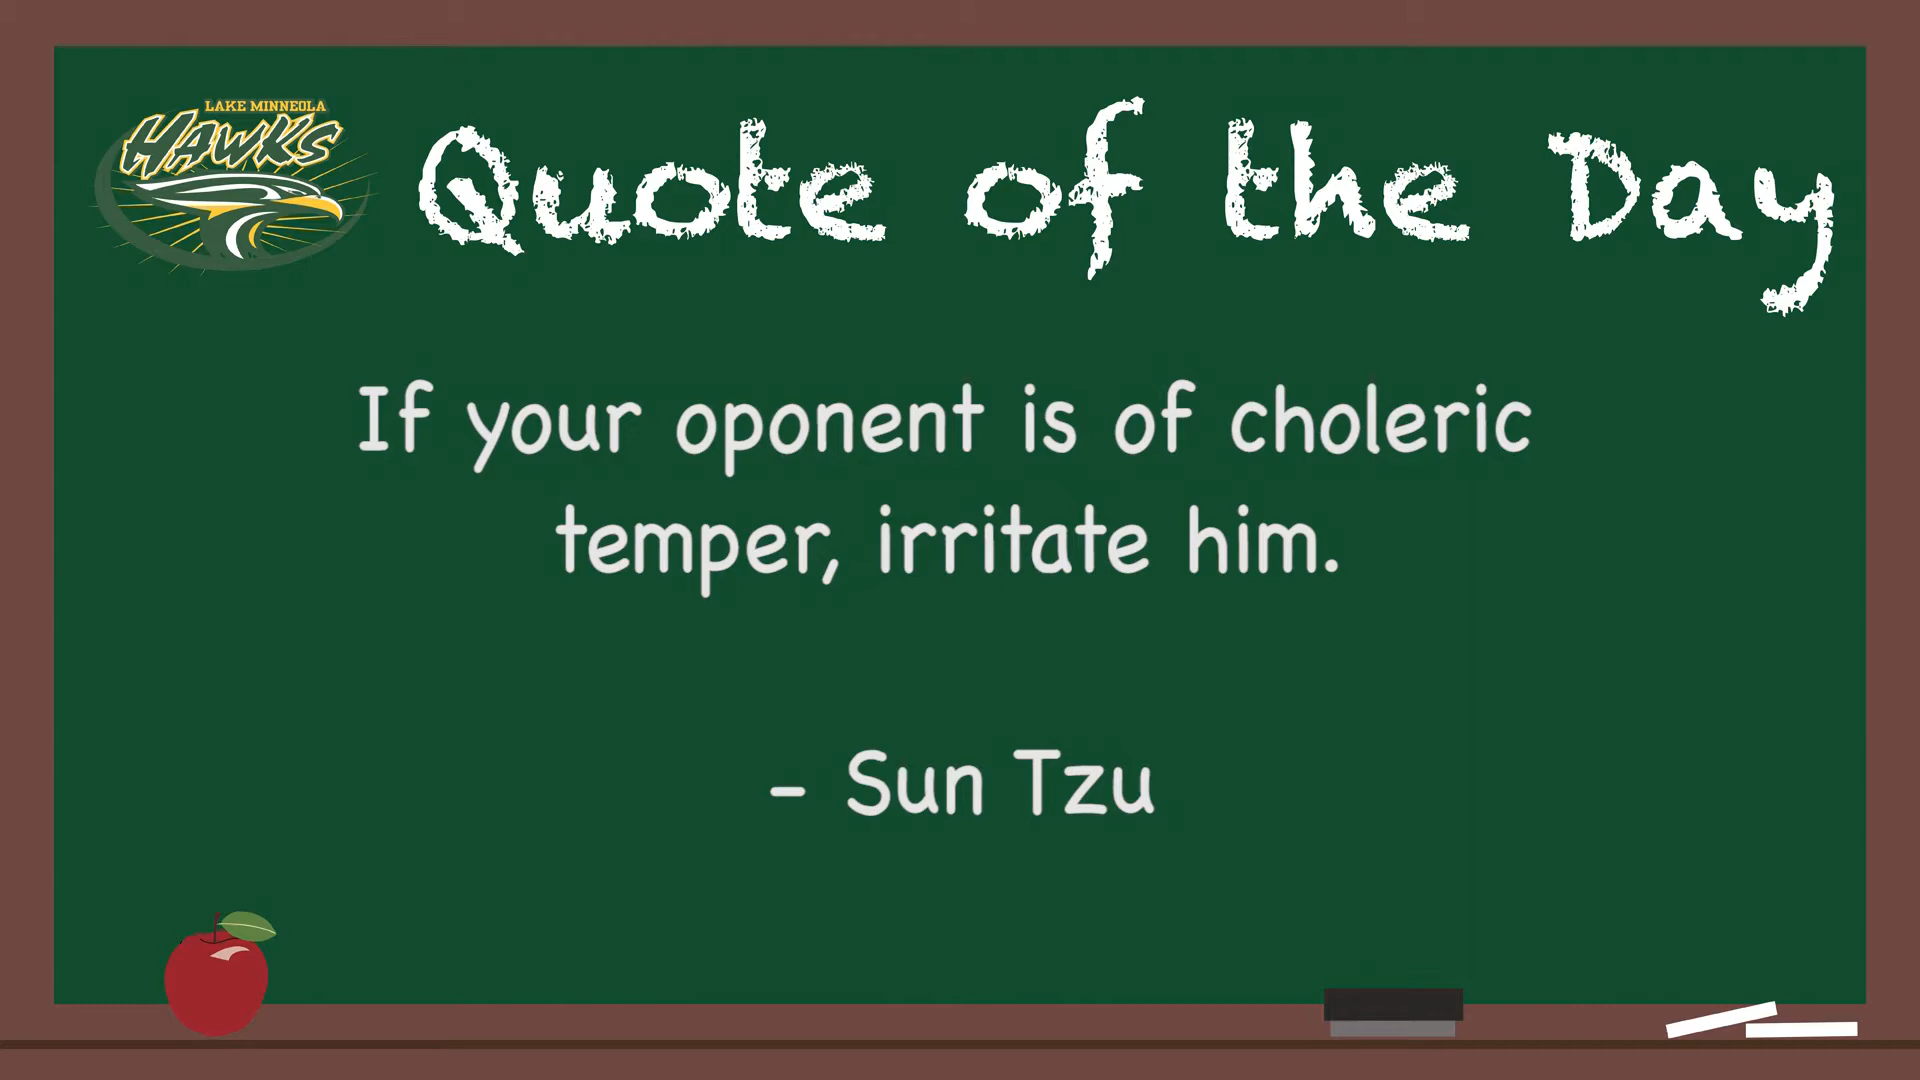 LAKE MINNEOLA
HAWKS
Quote of the Day
If your oponent is of choleric
temper, irritate him.
- Sun Tzu